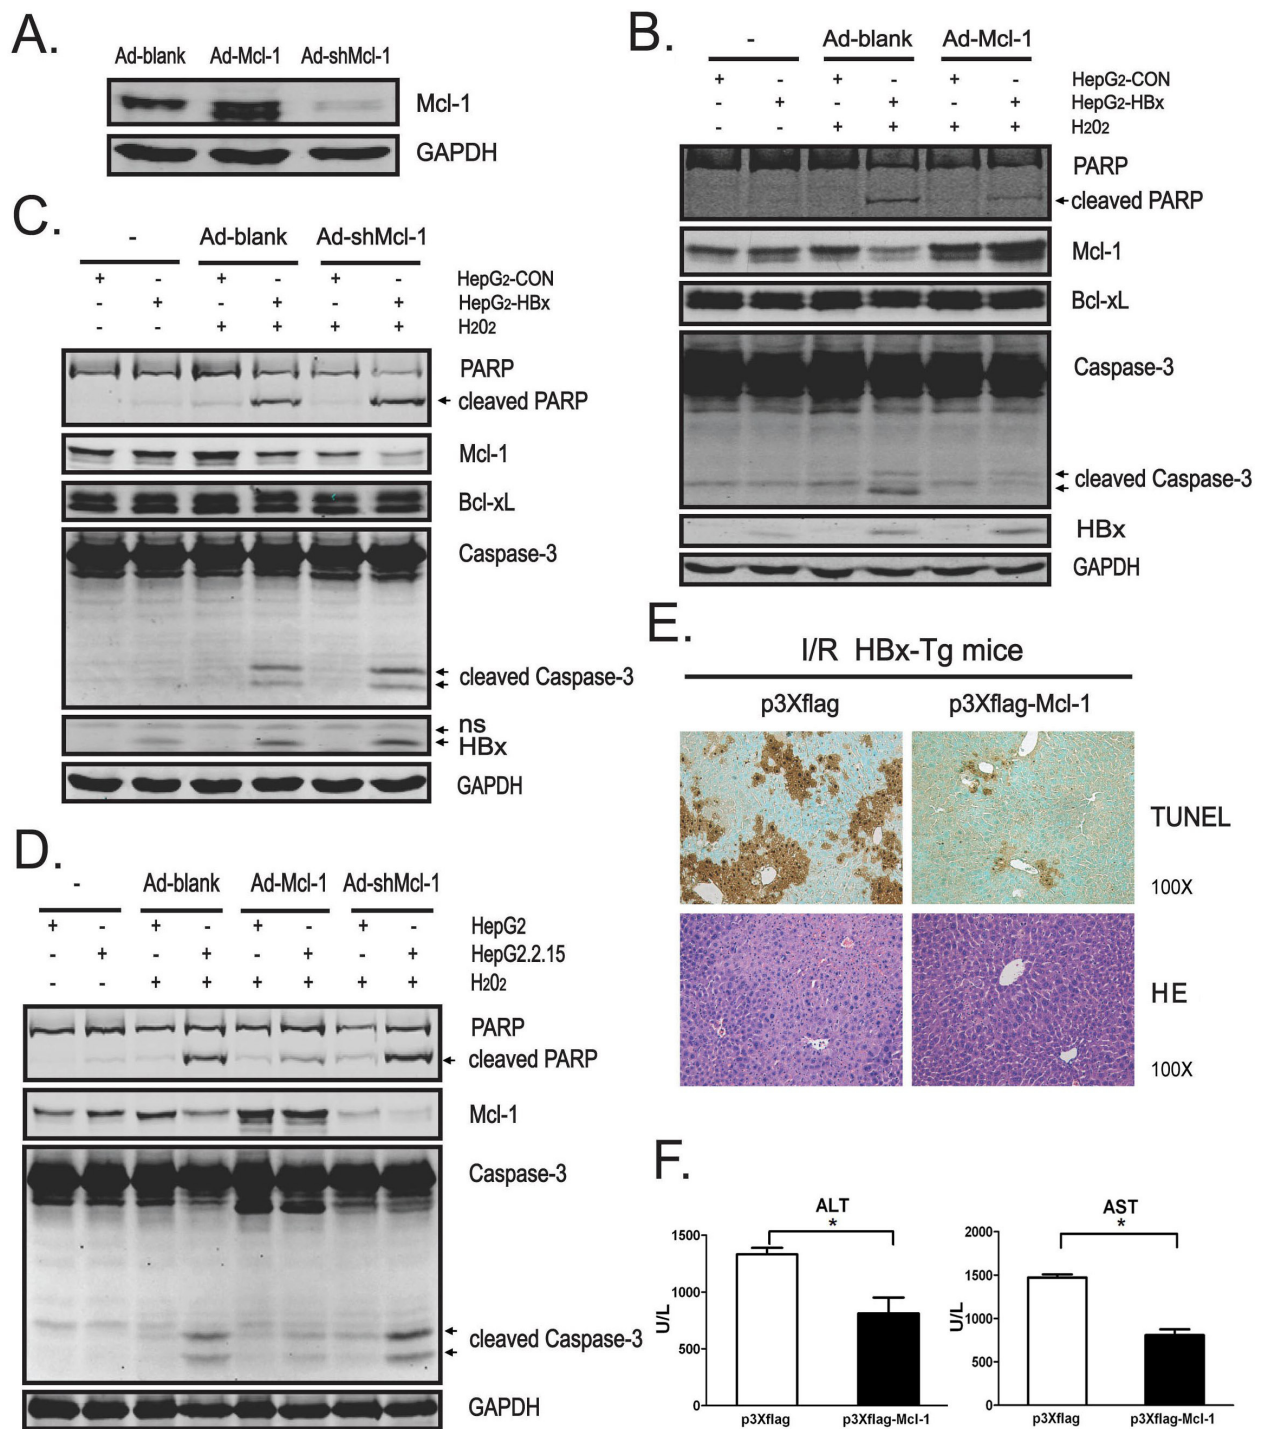 A.
Ad-blank Ad-Mcl-1 Ad-shMcl-1
Mcl-1
GAPDH
B.
- Ad-blank Ad-Mcl-1
+ - + - + - HepG2-CON
- + - + - + HepG2-HBx
- - + + + + H2O2
PARP
cleaved PARP
Mcl-1
Bcl-xL
Caspase-3
cleaved Caspase-3
HBx
GAPDH
C.
- Ad-blank Ad-shMcl-1
+ - + - + - HepG2-CON
- + - + - + HepG2-HBx
- - + + + + H2O2
PARP
cleaved PARP
Mcl-1
Bcl-xL
Caspase-3
cleaved Caspase-3
ns
HBx
GAPDH
D.
- Ad-blank Ad-Mcl-1 Ad-shMcl-1
+ - + - + - + - HepG2
- + - + - + - + HepG2.2.15
- - + + + + + + H2O2
PARP
cleaved PARP
Mcl-1
Caspase-3
cleaved Caspase-3
GAPDH
E.
I/R HBx-Tg mice
p3Xflag p3Xflag-Mcl-1
TUNEL
100X
HE
100X
F.
ALT
*
1500
1000
500
0
U/L
p3Xflag p3Xflag-Mcl-1
AST
*
2000
1500
1000
500
0
U/L
p3Xflag p3Xflag-Mcl-1